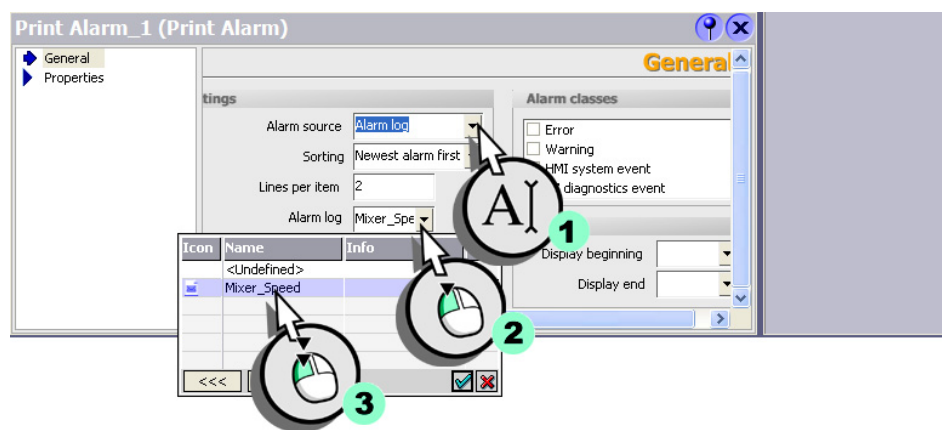 Print Alarm_1 (Print Alarm)
General
Properties
General
tings
Alarm classes
Alarm source Alarm log
Error
Sorting Newest alarm first
Warning
HMI system event
Lines per item 2
diagnostics event
Alarm log Mixer_Spe
A
1
Icon Name Info
<Undefined>
Mixer_Speed
Display beginning
Display end
2
<<<
3